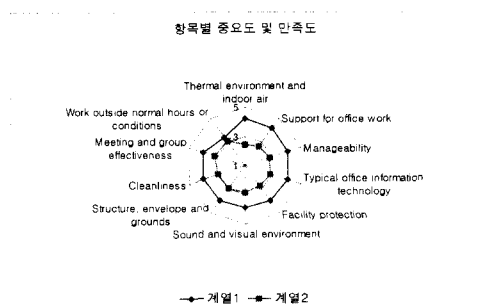 항목별 중요도 및 만족도
Thermal environment and
indoor air
5
3
1
Support for office work
Manageability
Typical office information
technology
Facility protection
Sound and visual environment
Structure, envelope and
grounds
Cleanliness
Meeting and group
effectiveness
Work outside normal hours or
conditions
계열1
계열2